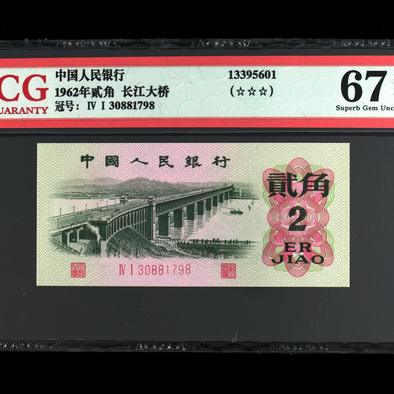 CG
UARANTY
中国人民银行
1962年贰角 长江大桥
冠号: IV I 30881798
13395601
(☆☆☆)
67
Superb Gem Unc
中國人民銀行
貳角
2
ER
JIAO
IV I 30881798